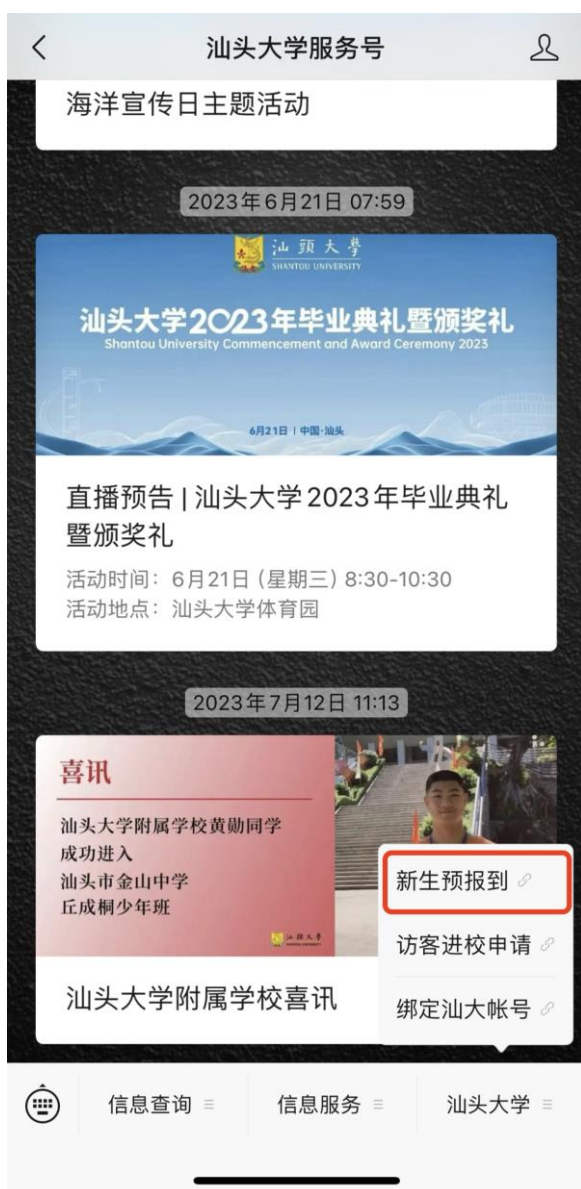 汕头大学服务号
海洋宣传日主题活动
2023年6月21日 07:59
汕頭大學
SHANTOU UNIVERSITY
汕头大学2023年毕业典礼暨颁奖礼
Shantou University Commencement and Award Ceremony 2023
6月21日 | 中国·汕头
直播预告 | 汕头大学2023年毕业典礼
暨颁奖礼
活动时间：6月21日 (星期三) 8:30-10:30
活动地点：汕头大学体育园
2023年7月12日 11:13
喜讯
汕头大学附属学校黄勋同学
成功进入
汕头市金山中学
丘成桐少年班
汕頭大學
汕头大学附属学校喜讯
新生预报到
访客进校申请
绑定汕大帐号
信息查询
信息服务
汕头大学